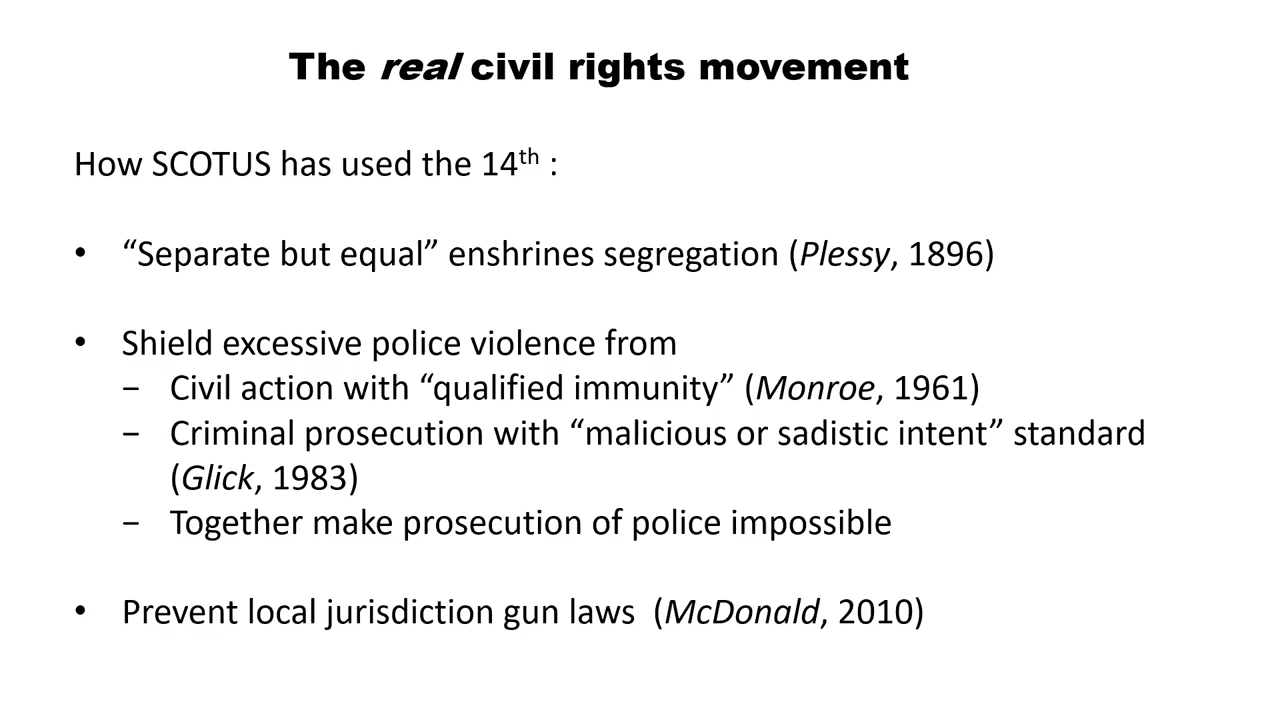 The real civil rights movement
How SCOTUS has used the 14th :
• “Separate but equal” enshrines segregation (Plessy, 1896)
• Shield excessive police violence from
− Civil action with “qualified immunity” (Monroe, 1961)
− Criminal prosecution with “malicious or sadistic intent” standard
(Glick, 1983)
− Together make prosecution of police impossible
• Prevent local jurisdiction gun laws (McDonald, 2010)